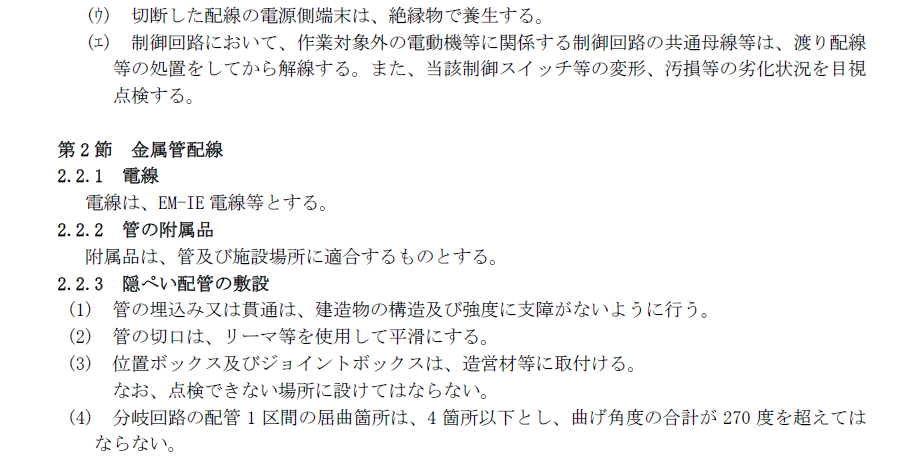 (ｳ) 切断した配線の電源側端末は、絶縁物で養生する。
(ｴ) 制御回路において、作業対象外の電動機等に関係する制御回路の共通母線等は、渡り配線
等の処置をしてから解線する。また、当該制御スイッチ等の変形、汚損等の劣化状況を目視
点検する。
第２節　金属管配線
2.2.1　電線
電線は、EM-IE 電線等とする。
2.2.2　管の附属品
附属品は、管及び施設場所に適合するものとする。
2.2.3　隠ぺい配管の敷設
(1)　管の埋込み又は貫通は、建造物の構造及び強度に支障がないように行う。
(2)　管の切口は、リーマ等を使用して平滑にする。
(3)　位置ボックス及びジョイントボックスは、造営材等に取付ける。
なお、点検できない場所に設けてはならない。
(4)　分岐回路の配管 1 区間の屈曲箇所は、4 箇所以下とし、曲げ角度の合計が 270 度を超えては
ならない。